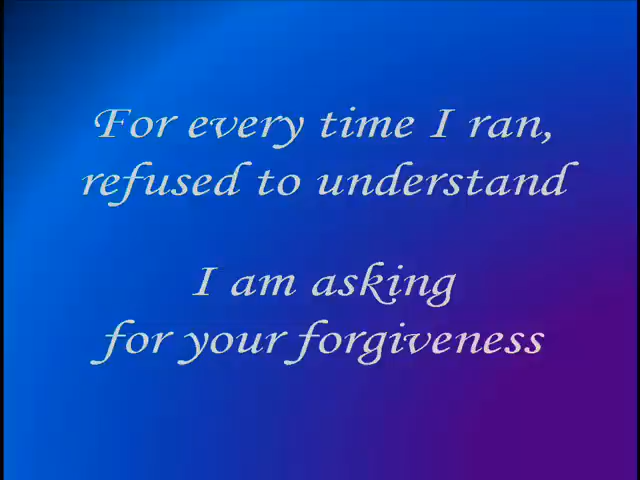 For every time I ran,
refused to understand
I am asking
for your forgiveness